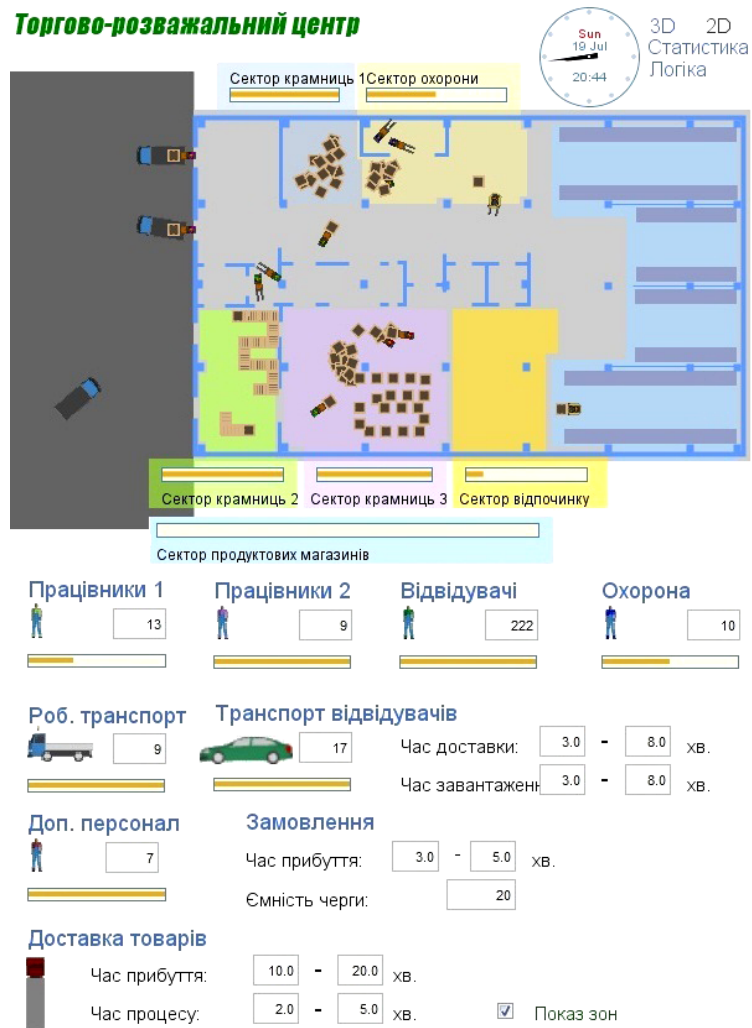 Торгово-розважальний центр
3D 2D
Статистика
Логіка
Sun
19 Jul
20:44
Сектор крамниць 1 Сектор охорони
Сектор крамниць 2 Сектор крамниць 3 Сектор відпочинку
Сектор продуктових магазинів
Працівники 1 Працівники 2 Відвідувачі Охорона
13 9 222 10
Роб. транспорт Транспорт відвідувачів
9 17
Час доставки: 3.0 - 8.0 хв.
Час завантаженн 3.0 - 8.0 хв.
Доп. персонал Замовлення
7
Час прибуття: 3.0 - 5.0 хв.
Ємність черги: 20
Доставка товарів
Час прибуття: 10.0 - 20.0 хв.
Час процесу: 2.0 - 5.0 хв.
Показ зон